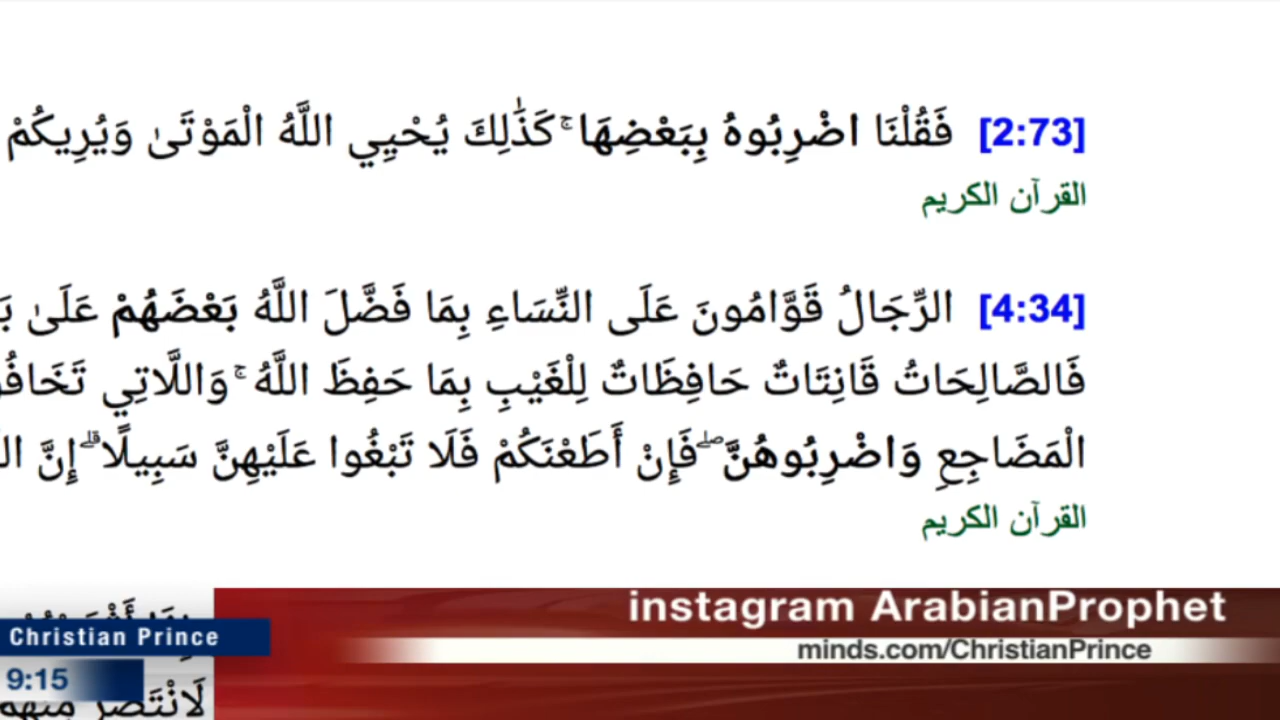 [2:73] فَقُلْنَا اضْرِبُوهُ بِبَعْضِهَا ۚ كَذَٰلِكَ يُحْيِي اللَّهُ الْمَوْتَىٰ وَيُرِيكُمْ
القرآن الكريم
[4:34] الرِّجَالُ قَوَّامُونَ عَلَى النِّسَاءِ بِمَا فَضَّلَ اللَّهُ بَعْضَهُمْ عَلَىٰ
فَالصَّالِحَاتُ قَانِتَاتٌ حَافِظَاتٌ لِلْغَيْبِ بِمَا حَفِظَ اللَّهُ ۚ وَاللَّاتِي
الْمَضَاجِعِ وَاضْرِبُوهُنَّ ۖ فَإِنْ أَطَعْنَكُمْ فَلَا تَبْغُوا عَلَيْهِنَّ سَبِيلًا ۗ إِنَّ
القرآن الكريم
instagram ArabianProphet
Christian Prince
minds.com/ChristianPrince
9:15